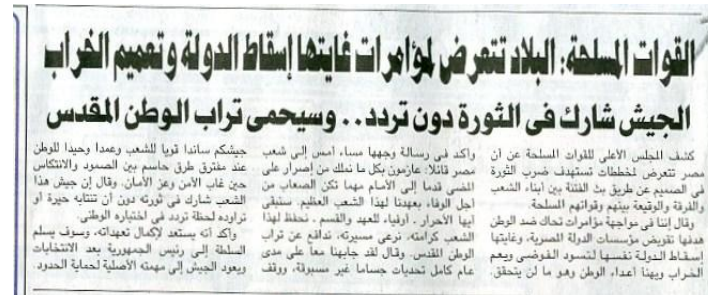 القوات المسلحة: البلاد تتعرض لمؤامرات غايتها إسقاط الدولة وتعميم الخراب
الجيش شارك فى الثورة دون تردد.. وسيحمى تراب الوطن المقدس
كشف المجلس الأعلى للقوات المسلحة عن أن
مصر تتعرض لمخططات تستهدف ضرب الثورة
فى الصميم عن طريق بث الفتنة بين أبناء الشعب
والفرقة والوقيعة بينهم وقواتهم المسلحة.
وقال إننا فى مواجهة مؤامرات تحاك ضد الوطن
هدفها تقويض مؤسسات الدولة المصرية، وغايتها
إسقاط الدولة نفسها لتسود الفوضى ويعم
الخراب ويهنأ أعداء الوطن وهو ما لن يتحقق.
وأكد فى رسالة وجهها مساء أمس إلى شعب
مصر قائلا: عازمون بكل ما نملك من إصرار على
المضى قدما إلى الأمام مهما تكن الصعاب من
أجل الوفاء بعهدنا لهذا الشعب العظيم. ستبقى
أيها الأحرار. أوفياء للعهد والقسم. نحفظ لهذا
الشعب كرامته، نرعى مسيرته، ندافع عن تراب
الوطن المقدس. وقال لقد جابهنا معا على مدى
عام كامل تحديات جساما غير مسبوقة، ووقف
جيشكم ساندا قويا للشعب وعمدا وحيدا للوطن
عند مفترق طرق حاسم بين الصمود والانتكاس
حين غاب الأمن وعز الأمان. وقال إن جيش هذا
الشعب شارك فى ثورته دون أن تنتابه حيرة أو
تراوده لحظة تردد فى اختياره الوطنى.
وأكد أنه يستعد لإكمال تعهداته، وسوف يسلم
السلطة إلى رئيس الجمهورية بعد الانتخابات
ويعود الجيش إلى مهمته الأصلية لحماية الحدود.